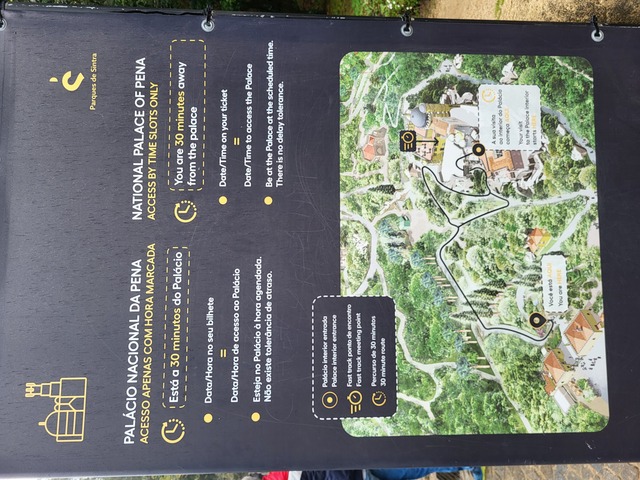 Parques de Sintra
PALÁCIO NACIONAL DA PENA
ACESSO APENAS COM HORA MARCADA
Está a 30 minutos do Palácio
Data/Hora no seu bilhete
=
Data/Hora de acesso ao Palácio
Esteja no Palácio à hora agendada.
Não existe tolerância de atraso.
NATIONAL PALACE OF PENA
ACCESS BY TIME SLOTS ONLY
You are 30 minutes away
from the palace
Date/Time on your ticket
=
Date/Time to access the Palace
Be at the Palace at the scheduled time.
There is no delay tolerance.
Palácio interior entrada
Palace interior entrance
Fast track ponto de encontro
Fast track meeting point
Percurso de 30 minutos
30 minute route
A sua visita
ao interior do Palácio
começa AQUI
Your visit
to the Palace interior
starts HERE
Você está AQUI
You are HERE